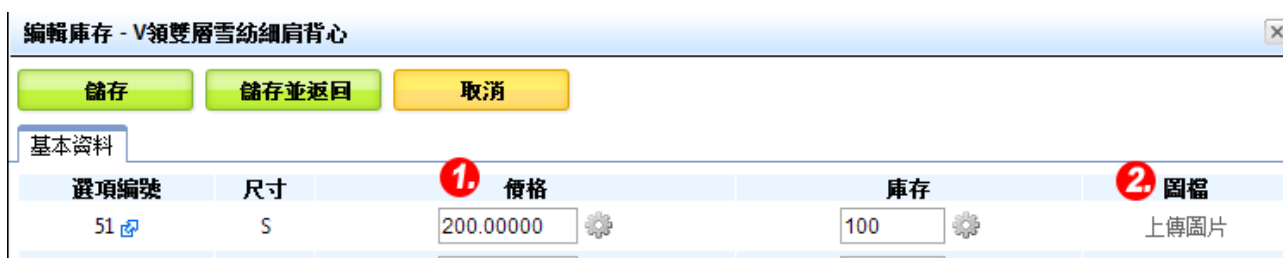 編輯庫存 - V領雙層雪紡細肩背心
儲存 儲存並返回 取消
基本資料
選項編號 尺寸 1. 價格 庫存 2. 圖檔
51 S 200.00000 100 上傳圖片